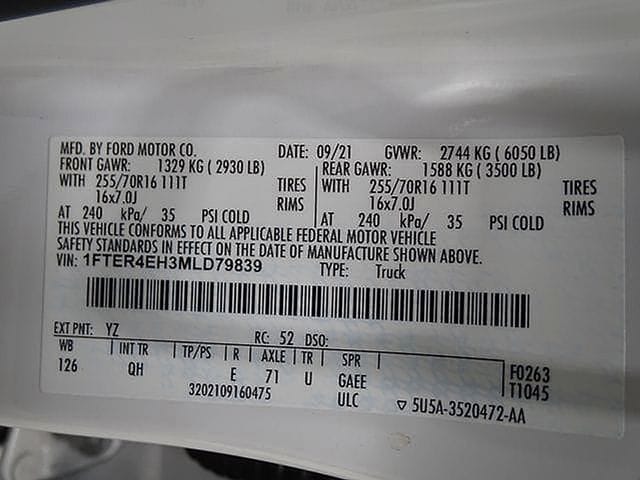 MFD. BY FORD MOTOR CO. DATE: 09/21 GVWR: 2744 KG ( 6050 LB)
FRONT GAWR: 1329 KG ( 2930 LB) REAR GAWR: 1588 KG ( 3500 LB)
WITH 255/70R16 111T TIRES WITH 255/70R16 111T TIRES
16x7.0J RIMS 16x7.0J RIMS
AT 240 kPa/ 35 PSI COLD AT 240 kPa/ 35 PSI COLD
THIS VEHICLE CONFORMS TO ALL APPLICABLE FEDERAL MOTOR VEHICLE
SAFETY STANDARDS IN EFFECT ON THE DATE OF MANUFACTURE SHOWN ABOVE.
VIN: 1FTER4EH3MLD79839 TYPE: Truck
EXT PNT: YZ RC: 52 DSO:
WB INT TR TP/PS R AXLE TR SPR F0263
126 QH E 71 U GAEE T1045
3202109160475 ULC ▽ 5U5A-3520472-AA